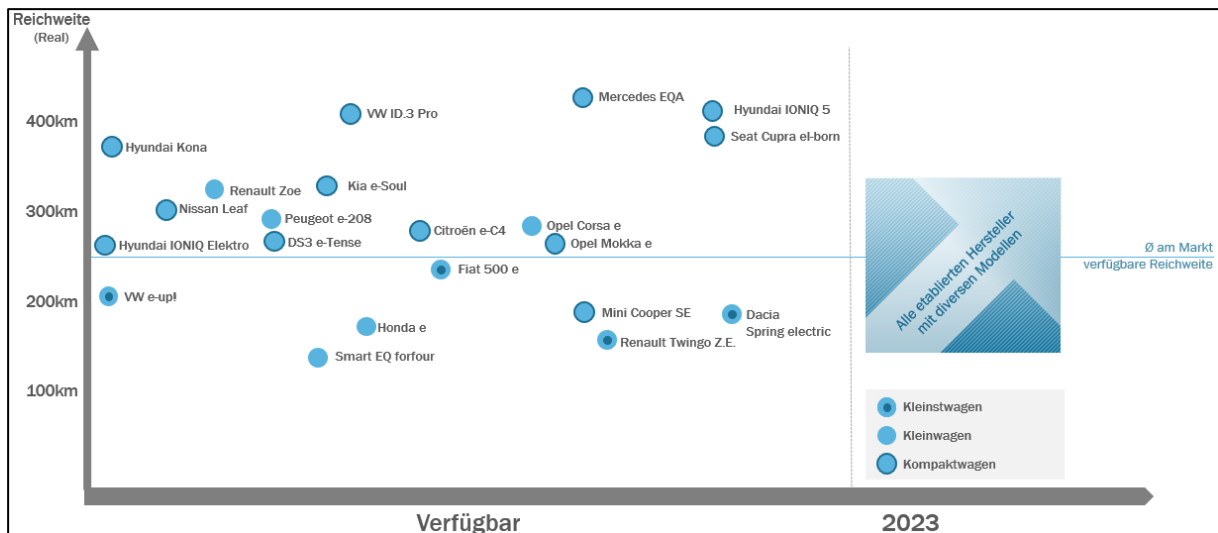 Reichweite
(Real)
400km
300km
200km
100km
Mercedes EQA
Hyundai IONIQ 5
VW ID.3 Pro
Seat Cupra el-born
Hyundai Kona
Kia e-Soul
Renault Zoe
Nissan Leaf
Peugeot e-208
Opel Corsa e
Citroën e-C4
Hyundai IONIQ Elektro
DS3 e-Tense
Opel Mokka e
Fiat 500 e
VW e-up!
Mini Cooper SE
Dacia
Spring electric
Honda e
Renault Twingo Z.E.
Smart EQ forfour
Alle etablierten Hersteller
mit diversen Modellen
Ø am Markt
verfügbare Reichweite
Kleinstwagen
Kleinwagen
Kompaktwagen
Verfügbar
2023